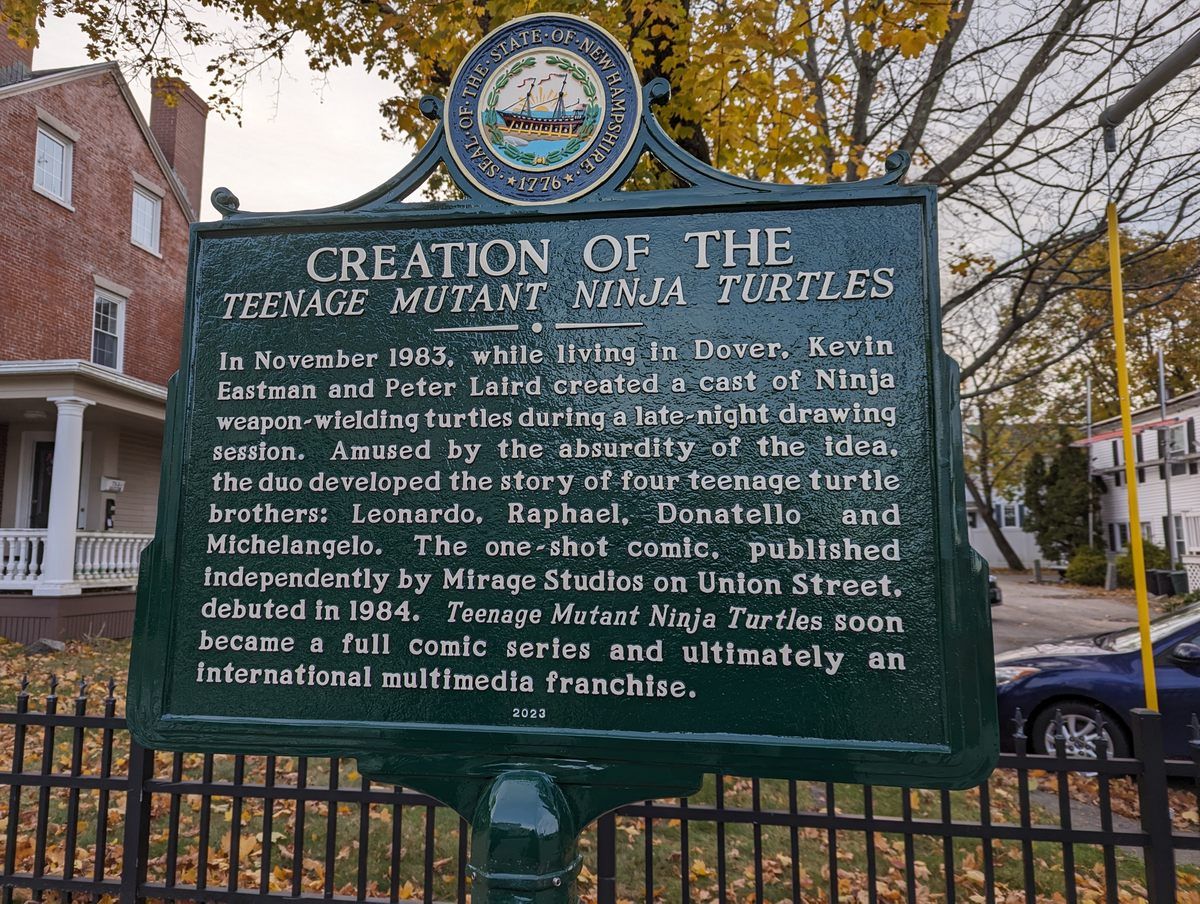 SEAL·OF·THE·STATE·OF·NEW HAMPSHIRE
★1776★
CREATION OF THE
TEENAGE MUTANT NINJA TURTLES
In November 1983, while living in Dover, Kevin
Eastman and Peter Laird created a cast of Ninja
weapon-wielding turtles during a late-night drawing
session. Amused by the absurdity of the idea,
the duo developed the story of four teenage turtle
brothers: Leonardo, Raphael, Donatello and
Michelangelo. The one-shot comic, published
independently by Mirage Studios on Union Street,
debuted in 1984. Teenage Mutant Ninja Turtles soon
became a full comic series and ultimately an
international multimedia franchise.
2023